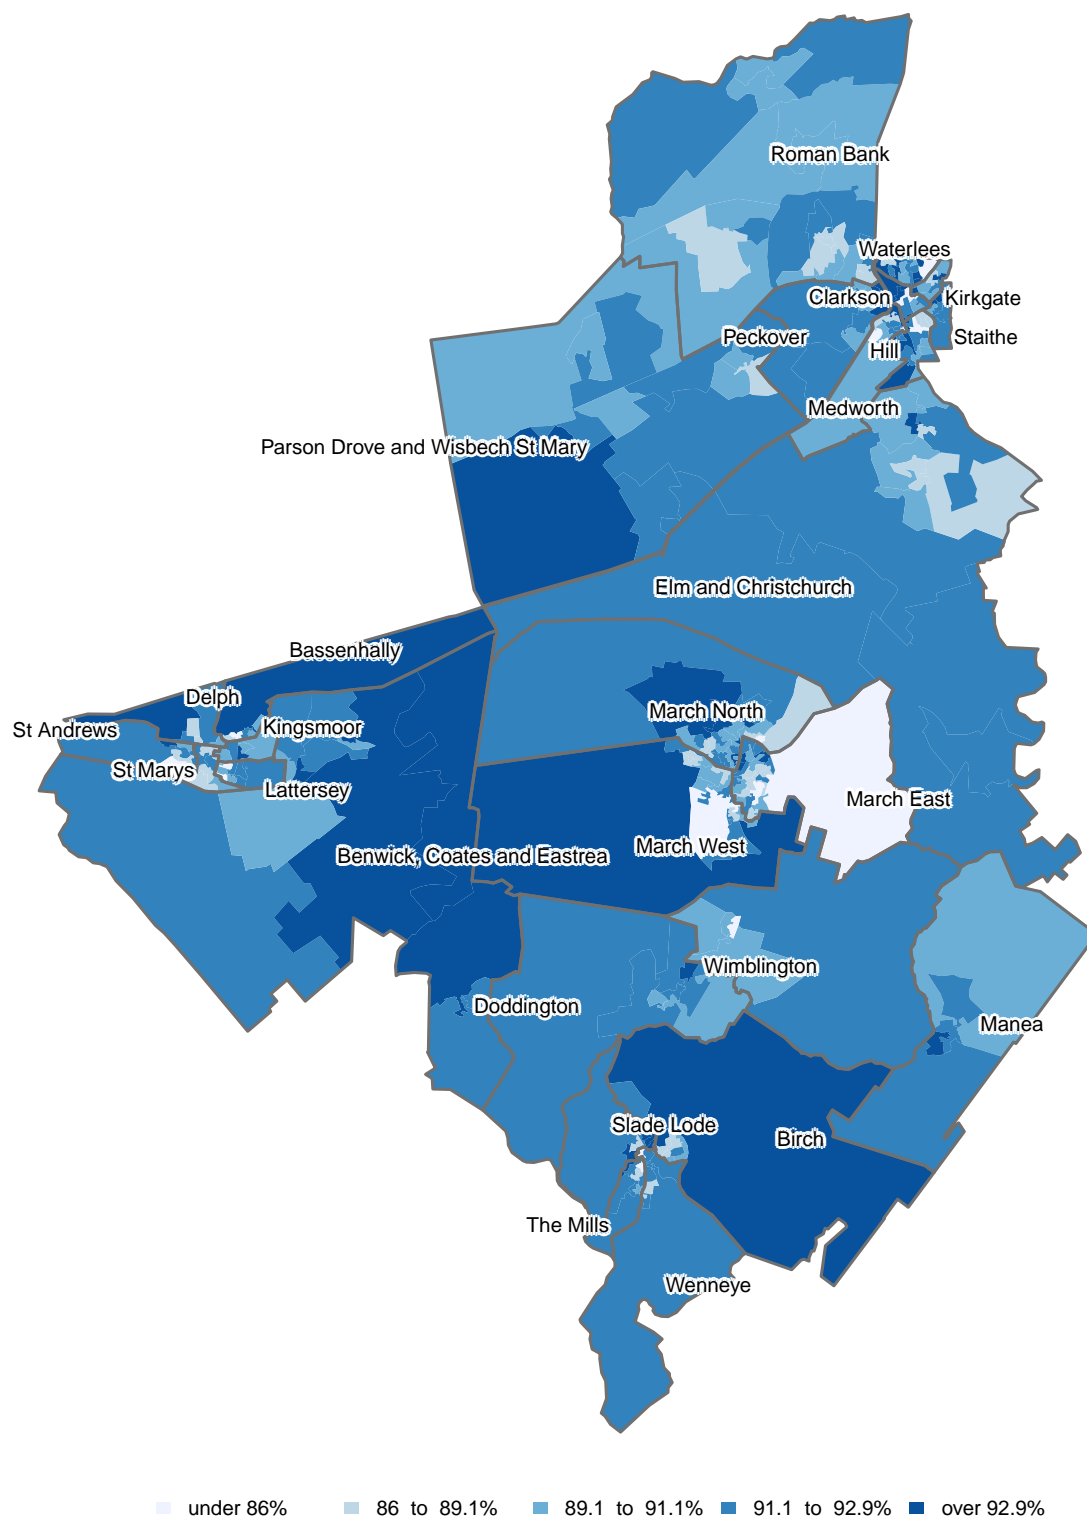 Roman Bank
Waterlees
Clarkson
Kirkgate
Peckover
Staithe
Hill
Medworth
Parson Drove and Wisbech St Mary
Elm and Christchurch
Bassenhally
Delph
March North
St Andrews
Kingsmoor
St Marys
Lattersey
March East
March West
Benwick, Coates and Eastrea
Wimblington
Doddington
Manea
Slade Lode
Birch
The Mills
Wenneye
under 86%
86 to 89.1%
89.1 to 91.1%
91.1 to 92.9%
over 92.9%